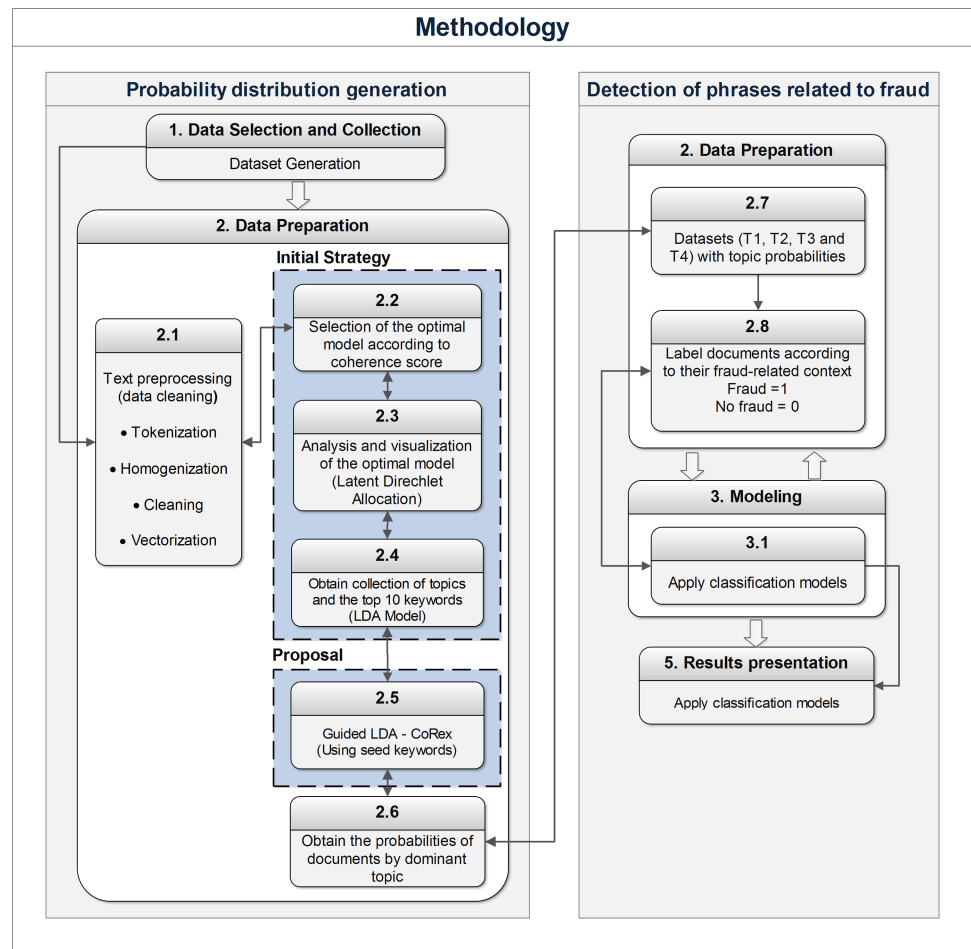 Methodology
Probability distribution generation
1. Data Selection and Collection
Dataset Generation
2. Data Preparation
2.1
Text preprocessing
(data cleaning)
• Tokenization
• Homogenization
• Cleaning
• Vectorization
Initial Strategy
2.2
Selection of the optimal
model according to
coherence score
2.3
Analysis and visualization
of the optimal model
(Latent Direchlet
Allocation)
2.4
Obtain collection of topics
and the top 10 keywords
(LDA Model)
Proposal
2.5
Guided LDA - CoRex
(Using seed keywords)
2.6
Obtain the probabilities of
documents by dominant
topic
Detection of phrases related to fraud
2. Data Preparation
2.7
Datasets (T1, T2, T3 and
T4) with topic probabilities
2.8
Label documents according
to their fraud-related context
Fraud =1
No fraud = 0
3. Modeling
3.1
Apply classification models
5. Results presentation
Apply classification models